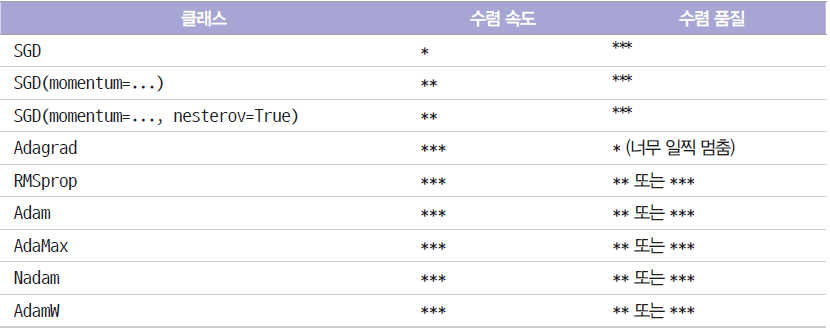 클래스 수렴 속도 수렴 품질
SGD * ***
SGD(momentum=...) ** ***
SGD(momentum=..., nesterov=True) ** ***
Adagrad *** * (너무 일찍 멈춤)
RMSprop *** ** 또는 ***
Adam *** ** 또는 ***
AdaMax *** ** 또는 ***
Nadam *** ** 또는 ***
AdamW *** ** 또는 ***